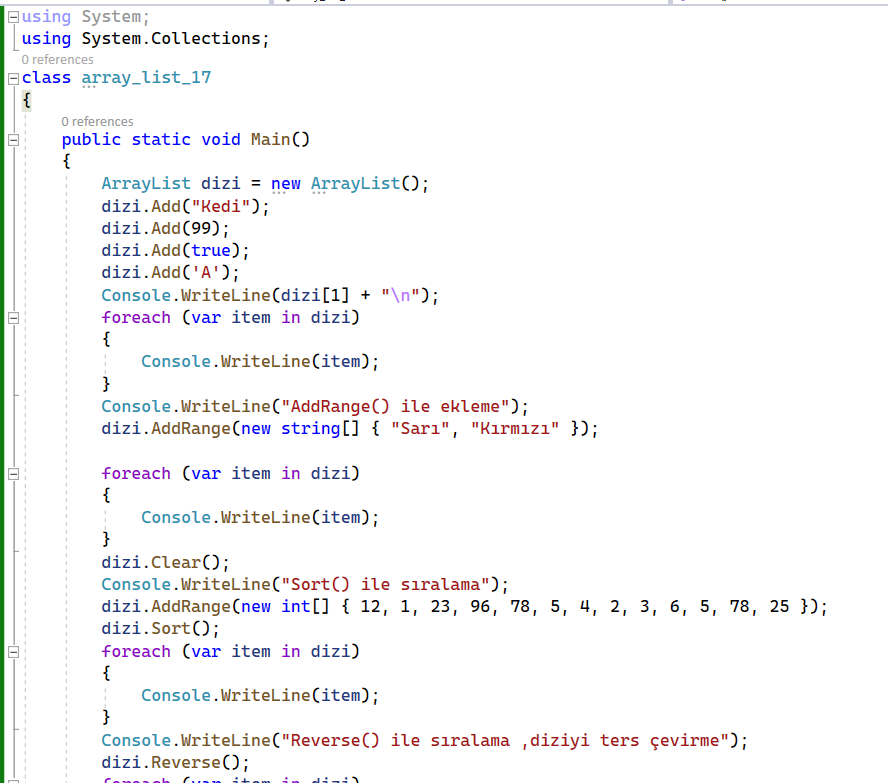 using System;
using System.Collections;
0 references
class array_list_17
{
0 references
public static void Main()
{
ArrayList dizi = new ArrayList();
dizi.Add("Kedi");
dizi.Add(99);
dizi.Add(true);
dizi.Add('A');
Console.WriteLine(dizi[1] + "\n");
foreach (var item in dizi)
{
Console.WriteLine(item);
}
Console.WriteLine("AddRange() ile ekleme");
dizi.AddRange(new string[] { "Sarı", "Kırmızı" });
foreach (var item in dizi)
{
Console.WriteLine(item);
}
dizi.Clear();
Console.WriteLine("Sort() ile sıralama");
dizi.AddRange(new int[] { 12, 1, 23, 96, 78, 5, 4, 2, 3, 6, 5, 78, 25 });
dizi.Sort();
foreach (var item in dizi)
{
Console.WriteLine(item);
}
Console.WriteLine("Reverse() ile sıralama ,diziyi ters çevirme");
dizi.Reverse();
foreach (var item in dizi)